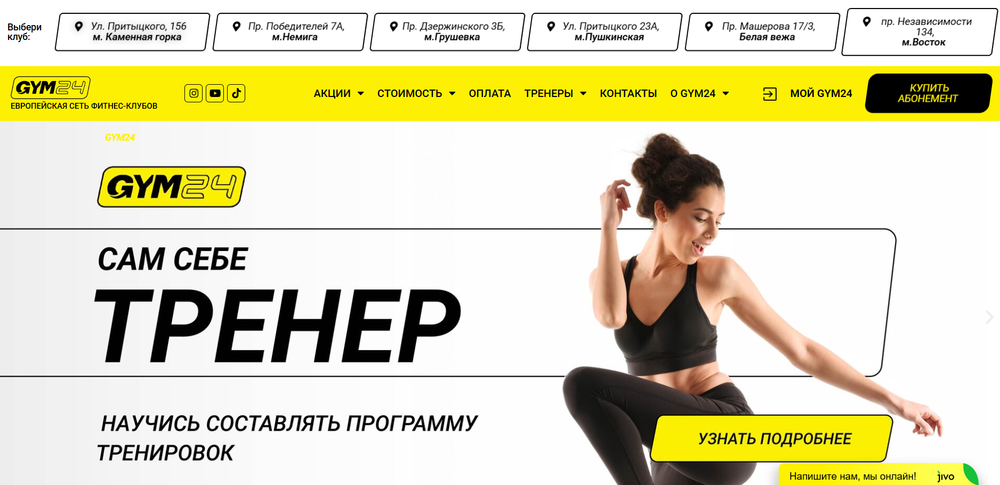 Выбери
клуб:
Ул. Притыцкого, 156
м. Каменная горка
Пр. Победителей 7А,
м.Немига
Пр. Дзержинского 3Б,
м.Грушевка
Ул. Притыцкого 23А,
м.Пушкинская
Пр. Машерова 17/3,
Белая вежа
пр. Независимости
134,
м.Восток
GYM24
ЕВРОПЕЙСКАЯ СЕТЬ ФИТНЕС-КЛУБОВ
АКЦИИ
СТОИМОСТЬ
ОПЛАТА
ТРЕНЕРЫ
КОНТАКТЫ
О GYM24
МОЙ GYM24
КУПИТЬ
АБОНЕМЕНТ
GYM24
GYM24
САМ СЕБЕ
ТРЕНЕР
НАУЧИСЬ СОСТАВЛЯТЬ ПРОГРАММУ
ТРЕНИРОВОК
УЗНАТЬ ПОДРОБНЕЕ
Напишите нам, мы онлайн!
jivo